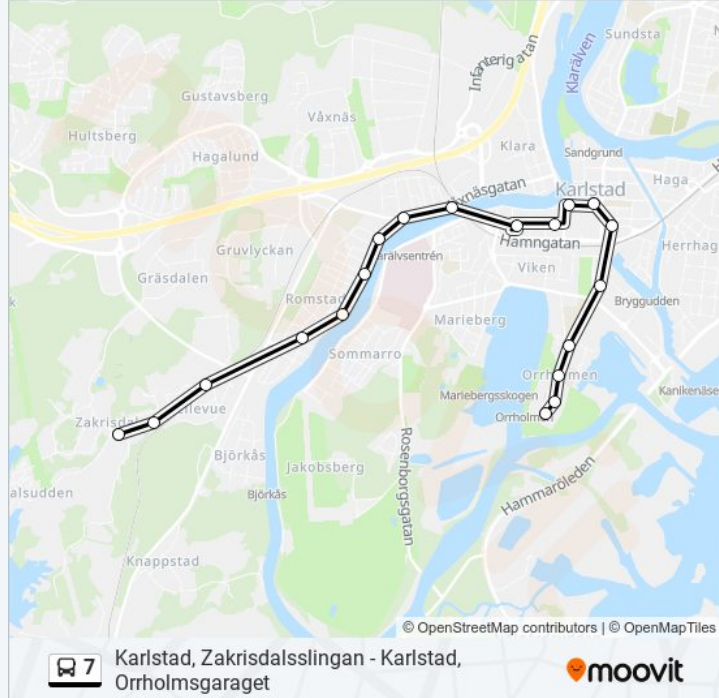 Sundsta
Klarälven
Infanterigatan
Gustavsberg
Våxnäs
Hultsberg
Klara
Hagalund
Sandgrund
Haga
Karlstad
Hamngatan
Herrhag
Gruvlyckan
Viken
Gräsdalen
Romstad
Bryggudden
Marieberg
Sommarro
Orrholmen
Mariebergsskogen
Kanikenäse
Orrholm
Zakrisdal
Björkås
Jakobsberg
Rosenborgsgatan
Hammaröleden
Björkås
Knappstad
© OpenStreetMap contributors | © OpenMapTiles
7
Karlstad, Zakrisdalsslingan - Karlstad,
Orrholmsgaraget
moovit